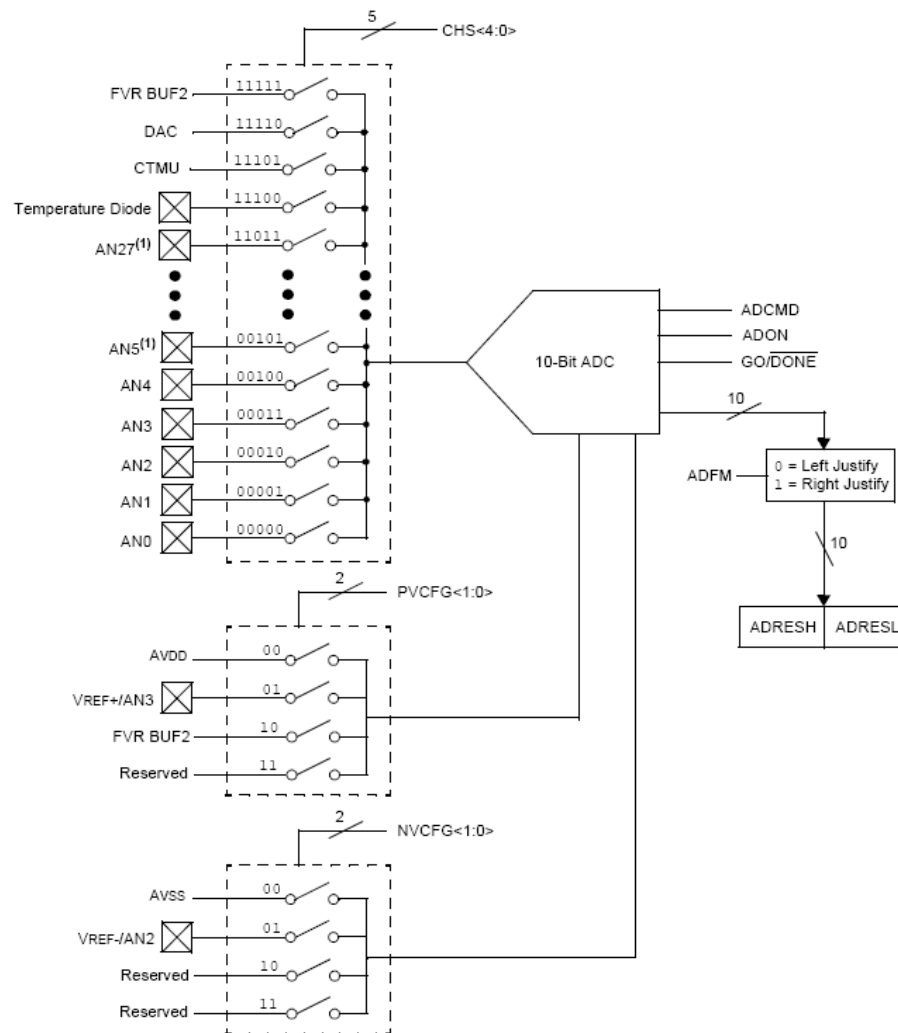 5
CHS<4:0>
FVR BUF2 11111
DAC 11110
CTMU 11101
Temperature Diode 11100
AN27(1) 11011
AN5(1) 00101
AN4 00100
AN3 00011
AN2 00010
AN1 00001
AN0 00000
10-Bit ADC
ADCMD
ADON
GO/DONE
10
ADFM
0 = Left Justify
1 = Right Justify
10
ADRESH ADRESL
2
PVCFG<1:0>
AVDD 00
VREF+/AN3 01
FVR BUF2 10
Reserved 11
2
NVCFG<1:0>
AVSS 00
VREF-/AN2 01
Reserved 10
Reserved 11